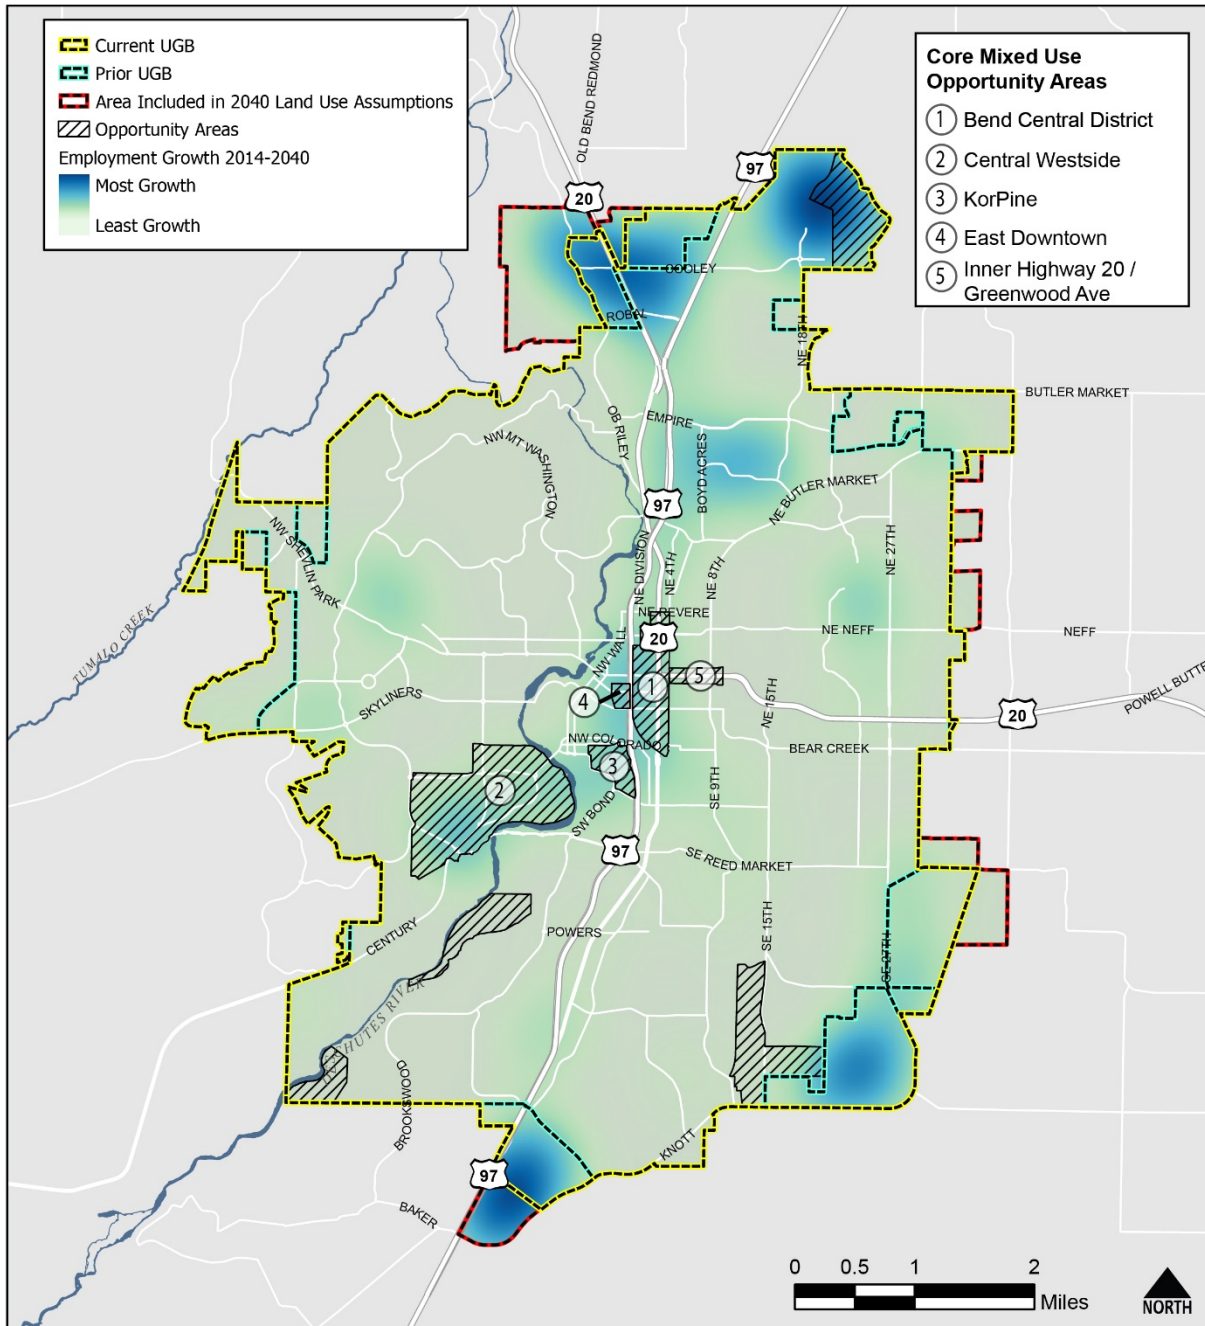 Current UGB
Prior UGB
Area Included in 2040 Land Use Assumptions
Opportunity Areas
Employment Growth 2014-2040
Most Growth
Least Growth
Core Mixed Use
Opportunity Areas
1 Bend Central District
2 Central Westside
3 KorPine
4 East Downtown
5 Inner Highway 20 /
Greenwood Ave
OLD BEND REDMOND
97
20
COOLEY
ROBAL
NE 18TH
BUTLER MARKET
EMPIRE
OB RILEY
NW MT WASHINGTON
BOYD ACRES
NE BUTLER MARKET
97
NE 27TH
NW SHEVLIN PARK
NE DIVISION
NE 4TH
NE 8TH
TUMALO CREEK
NE REVERE
20
NE NEFF
NEFF
NW WALL
1
5
4
NE 15TH
SKYLINERS
20
POWELL BUTTE
NW COLORADO
BEAR CREEK
3
2
SE 9TH
SW BOND
97
SE REED MARKET
CENTURY
POWERS
SE 15TH
SE 27TH
DESCHUTES RIVER
BROOKSWOOD
KNOTT
97
BAKER
0 0.5 1 2
Miles
NORTH